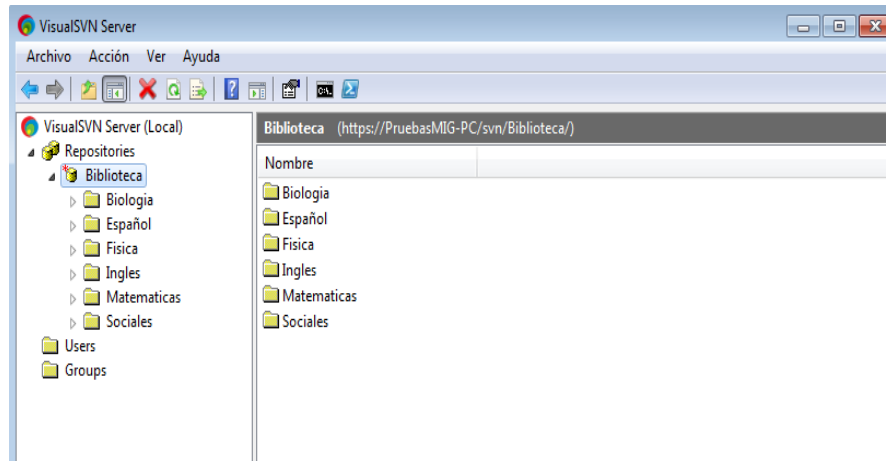 VisualSVN Server
Archivo Acción Ver Ayuda
VisualSVN Server (Local)
Repositories
Biblioteca
Biologia
Español
Fisica
Ingles
Matematicas
Sociales
Users
Groups
Biblioteca (https://PruebasMIG-PC/svn/Biblioteca/)
Nombre
Biologia
Español
Fisica
Ingles
Matematicas
Sociales